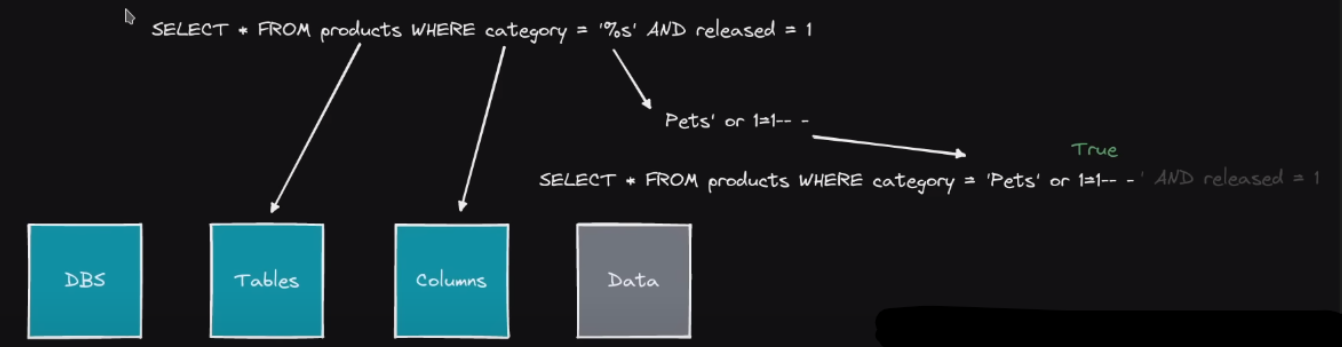 SELECT * FROM products WHERE category = '%s' AND released = 1
Pets' or 1=1-- -
True
SELECT * FROM products WHERE category = 'Pets' or 1=1-- -' AND released = 1
DBS
Tables
Columns
Data